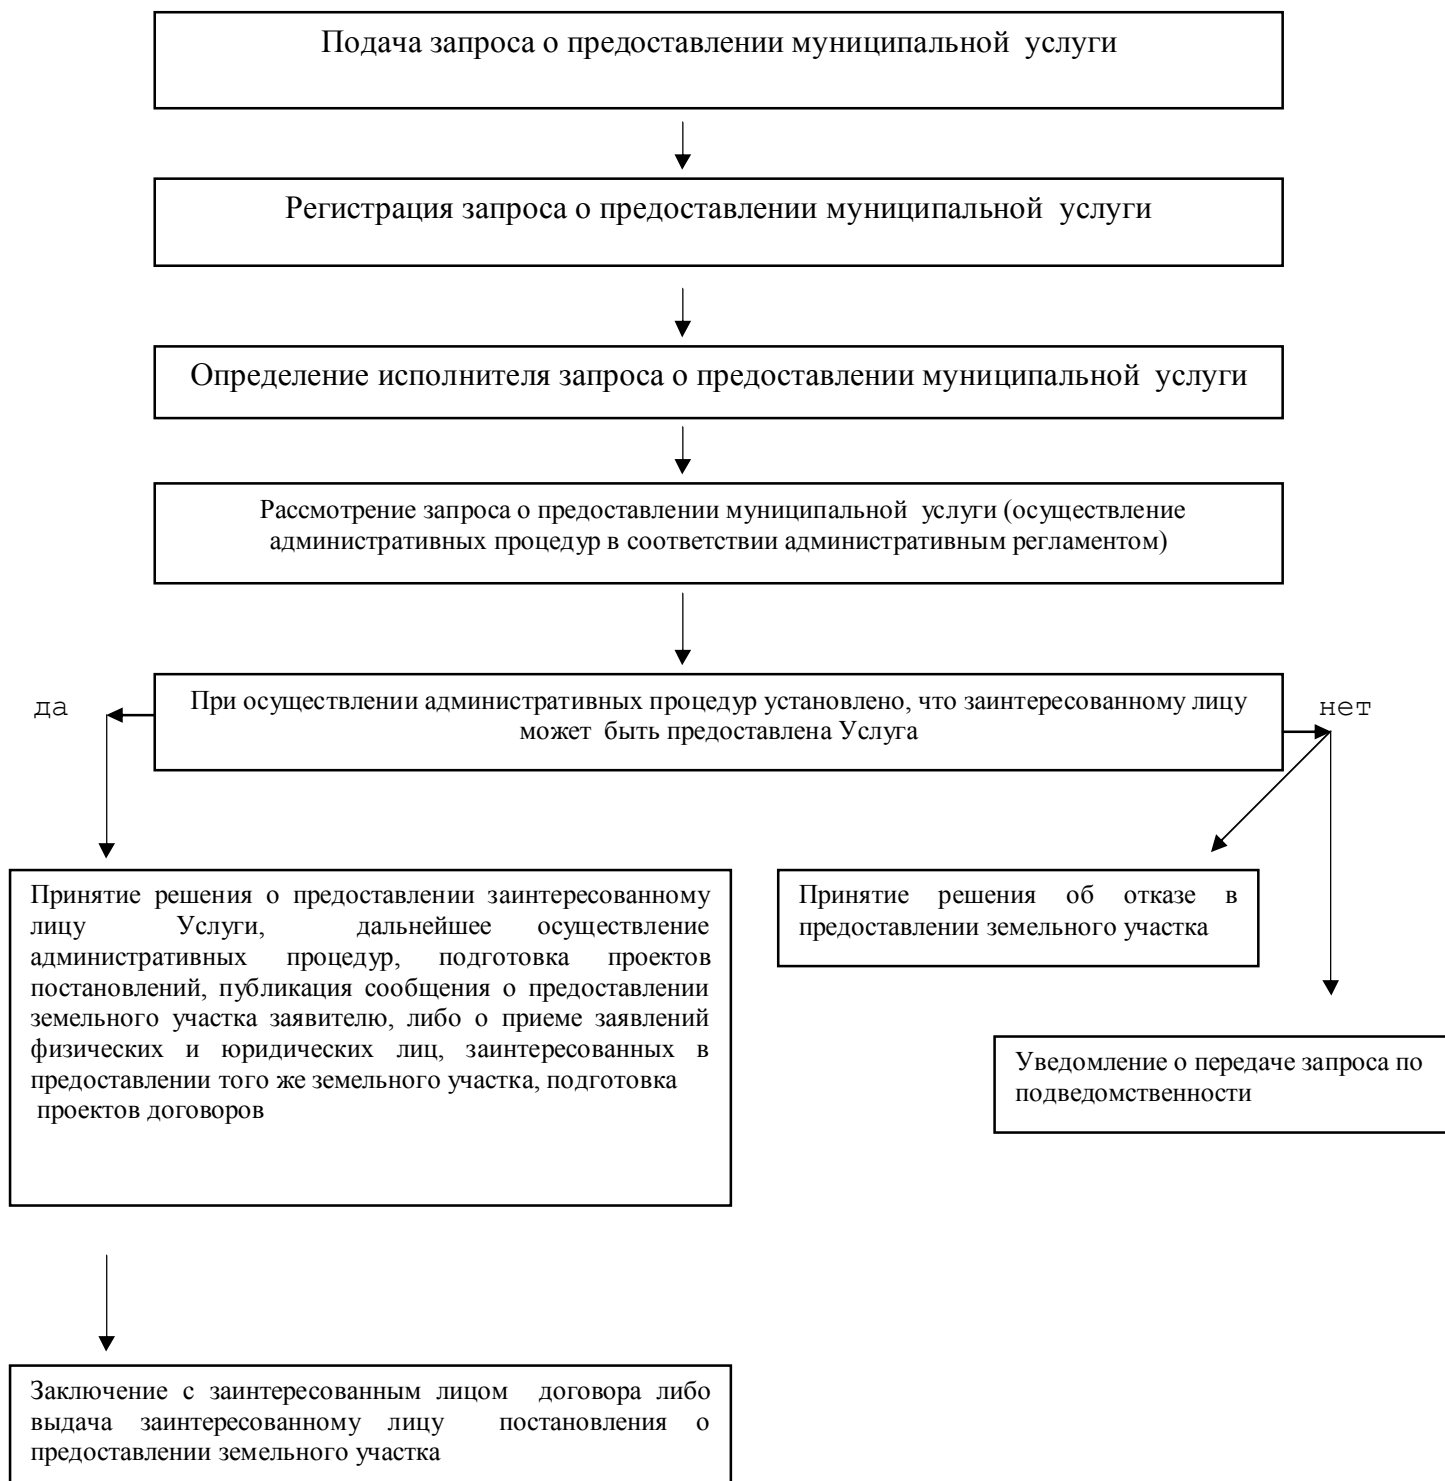 Подача запроса о предоставлении муниципальной услуги
Регистрация запроса о предоставлении муниципальной услуги
Определение исполнителя запроса о предоставлении муниципальной услуги
Рассмотрение запроса о предоставлении муниципальной услуги (осуществление
административных процедур в соответствии административным регламентом)
да
При осуществлении административных процедур установлено, что заинтересованному лицу
может быть предоставлена Услуга
нет
Принятие решения о предоставлении заинтересованному
лицу Услуги, дальнейшее осуществление
административных процедур, подготовка проектов
постановлений, публикация сообщения о предоставлении
земельного участка заявителю, либо о приеме заявлений
физических и юридических лиц, заинтересованных в
предоставлении того же земельного участка, подготовка
проектов договоров
Принятие решения об отказе в
предоставлении земельного участка
Уведомление о передаче запроса по
подведомственности
Заключение с заинтересованным лицом договора либо
выдача заинтересованному лицу постановления о
предоставлении земельного участка